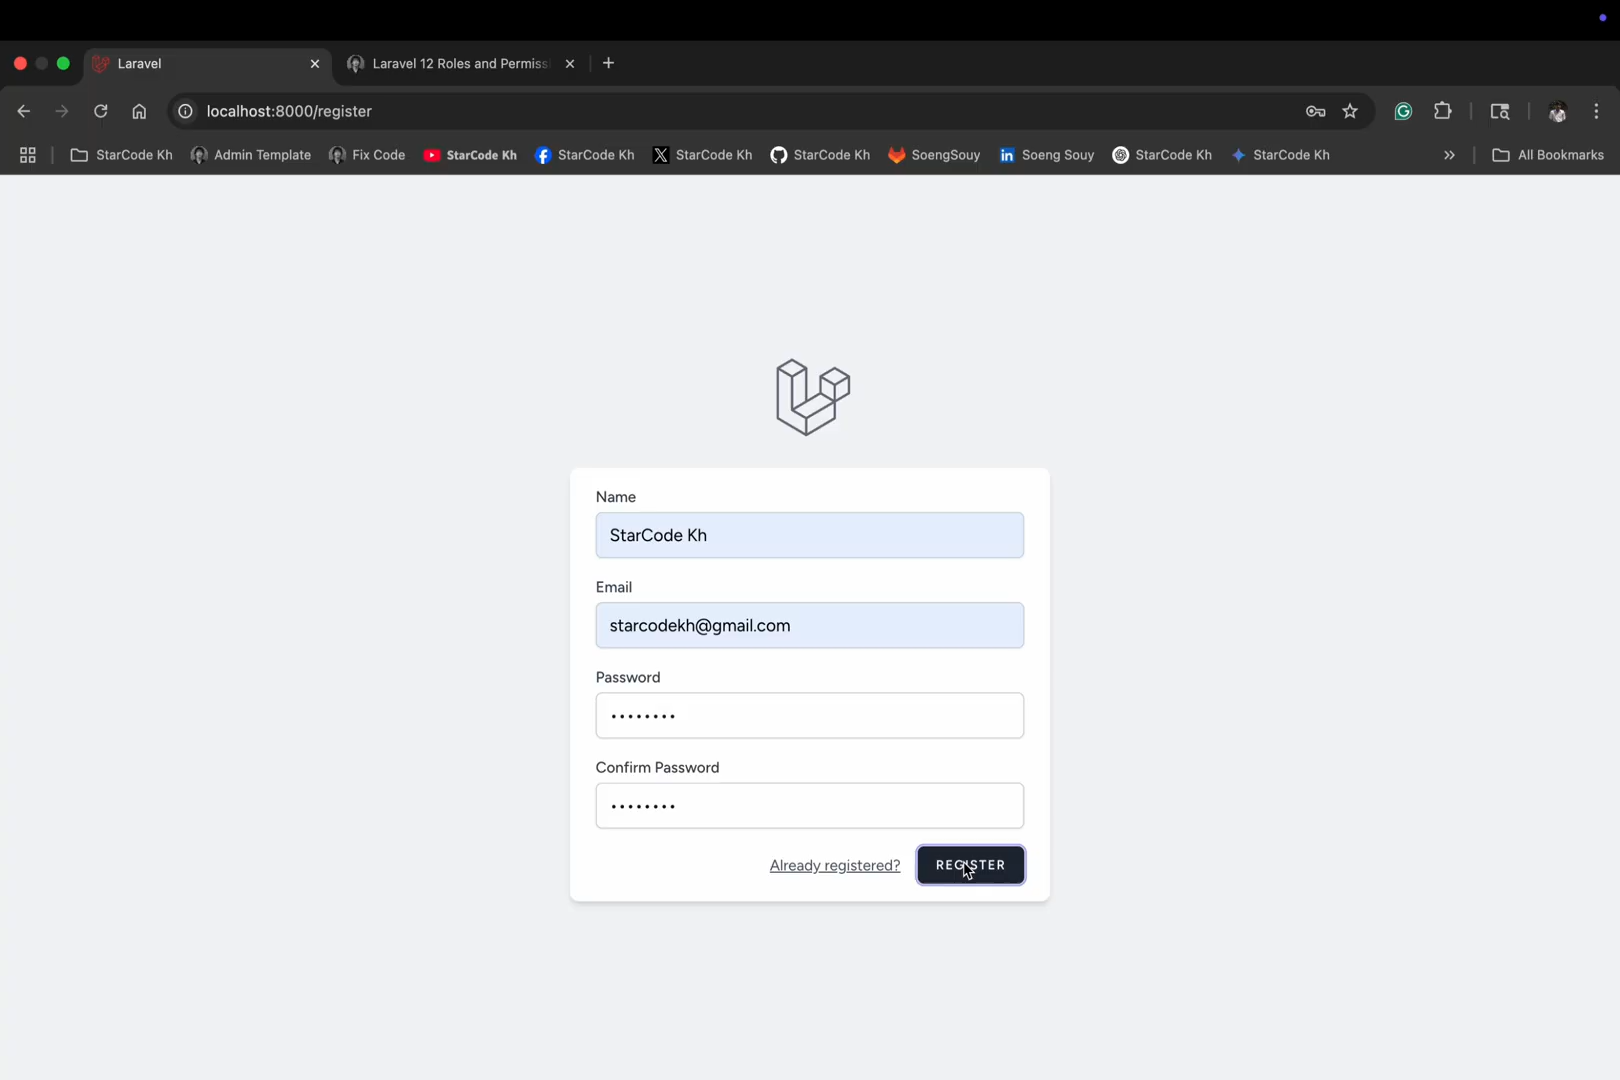 Laravel
Laravel 12 Roles and Permiss
localhost:8000/register
StarCode Kh
Admin Template
Fix Code
StarCode Kh
StarCode Kh
StarCode Kh
StarCode Kh
SoengSouy
Soeng Souy
StarCode Kh
StarCode Kh
All Bookmarks
Name
StarCode Kh
Email
starcodekh@gmail.com
Password
••••••••
Confirm Password
••••••••
Already registered?
REGISTER